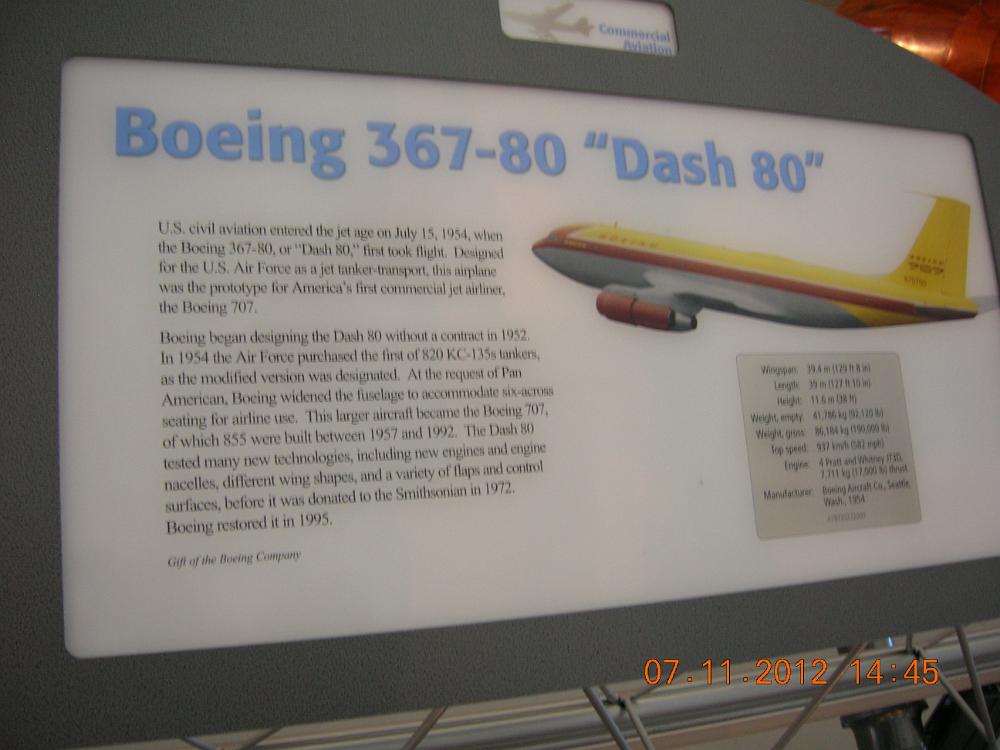 Commercial
Aviation
Boeing 367-80 “Dash 80”
U.S. civil aviation entered the jet age on July 15, 1954, when
the Boeing 367-80, or “Dash 80,” first took flight. Designed
for the U.S. Air Force as a jet tanker-transport, this airplane
was the prototype for America’s first commercial jet airliner,
the Boeing 707.
Boeing began designing the Dash 80 without a contract in 1952.
In 1954 the Air Force purchased the first of 820 KC-135s tankers,
as the modified version was designated. At the request of Pan
American, Boeing widened the fuselage to accommodate six-across
seating for airline use. This larger aircraft became the Boeing 707,
of which 855 were built between 1957 and 1992. The Dash 80
tested many new technologies, including new engines and engine
nacelles, different wing shapes, and a variety of flaps and control
surfaces, before it was donated to the Smithsonian in 1972.
Boeing restored it in 1995.
Gift of the Boeing Company
BOEING
BOEING
707
Wingspan: 39.4 m (129 ft 8 in)
Length: 39 m (127 ft 10 in)
Height: 11.6 m (38 ft)
Weight, empty: 41,786 kg (92,120 lb)
Weight, gross: 86,184 kg (190,000 lb)
Top speed: 937 km/h (582 mph)
Engine: 4 Pratt and Whitney JT3D,
7,711 kg (17,000 lb) thrust
Manufacturer: Boeing Aircraft Co., Seattle,
Wash., 1954
07.11.2012 14:45